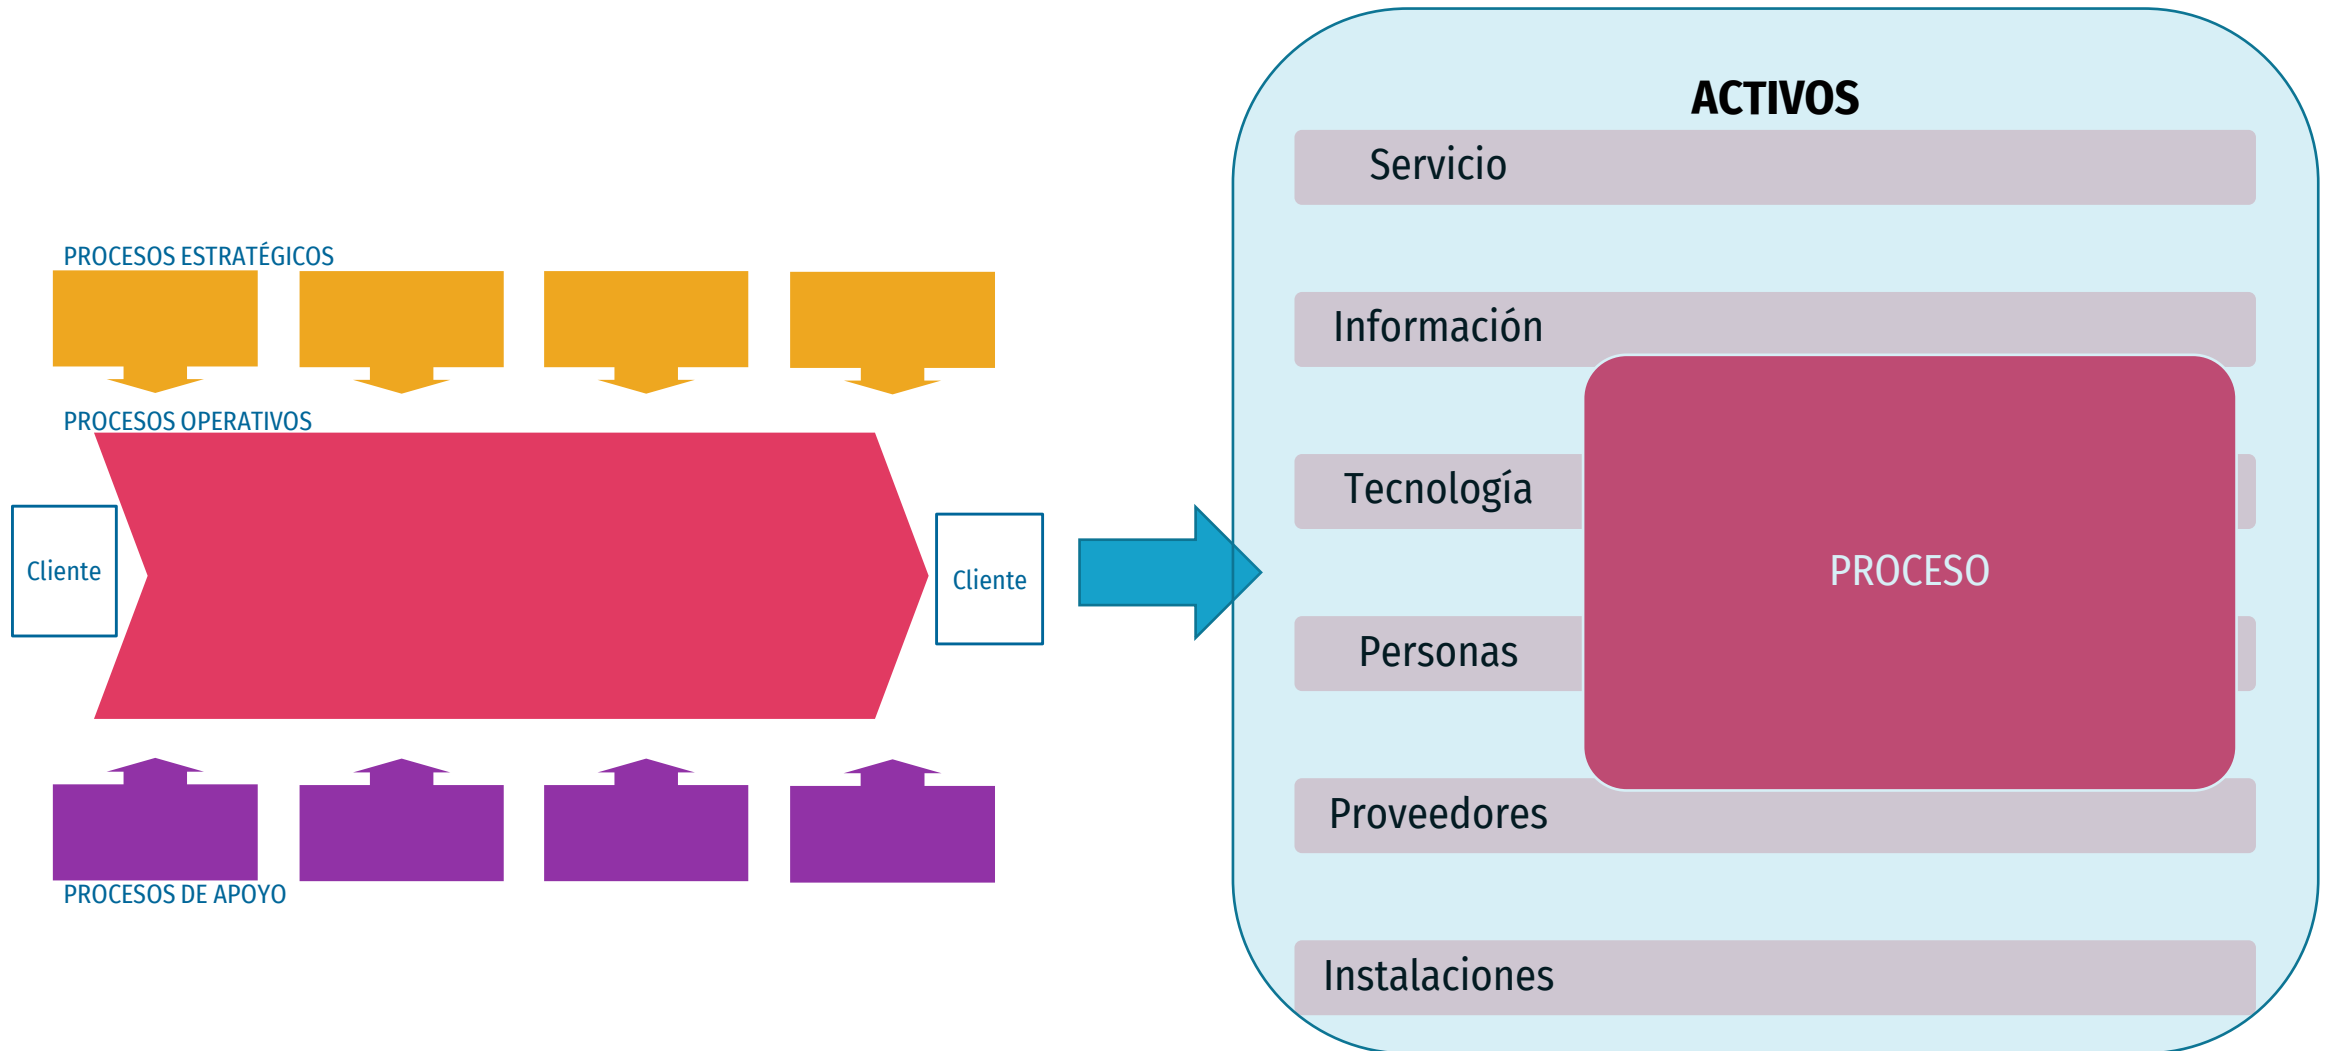 PROCESOS ESTRATÉGICOS
PROCESOS OPERATIVOS
Cliente
Cliente
PROCESOS DE APOYO
ACTIVOS
Servicio
Información
Tecnología
Personas
Proveedores
Instalaciones
PROCESO